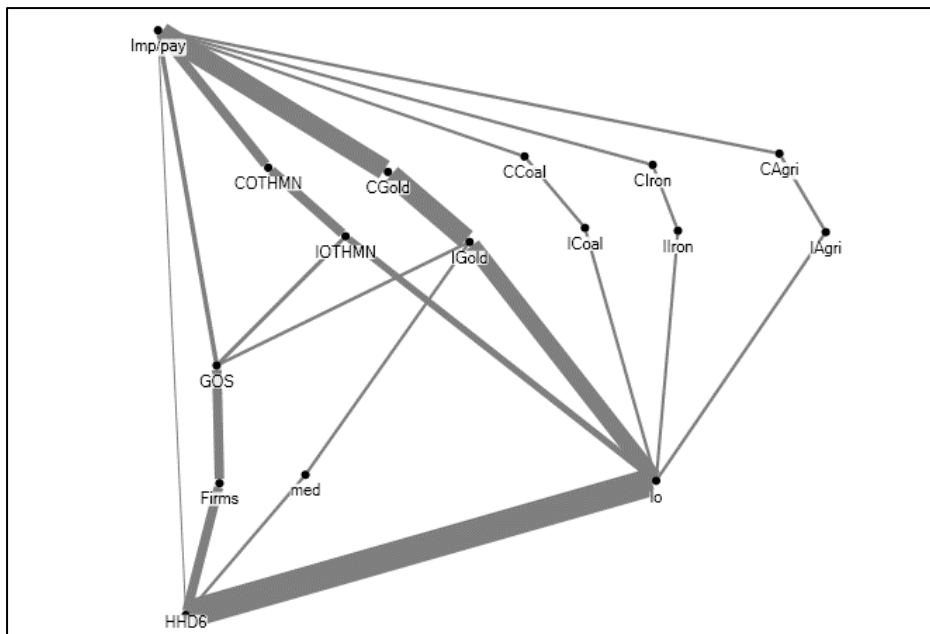 Imp/pay
CCoal
CIron
CAgri
COTHMN
CGold
IOTHMN
IGold
ICoal
IIron
IAgri
GOS
Firms
med
lo
HHD6